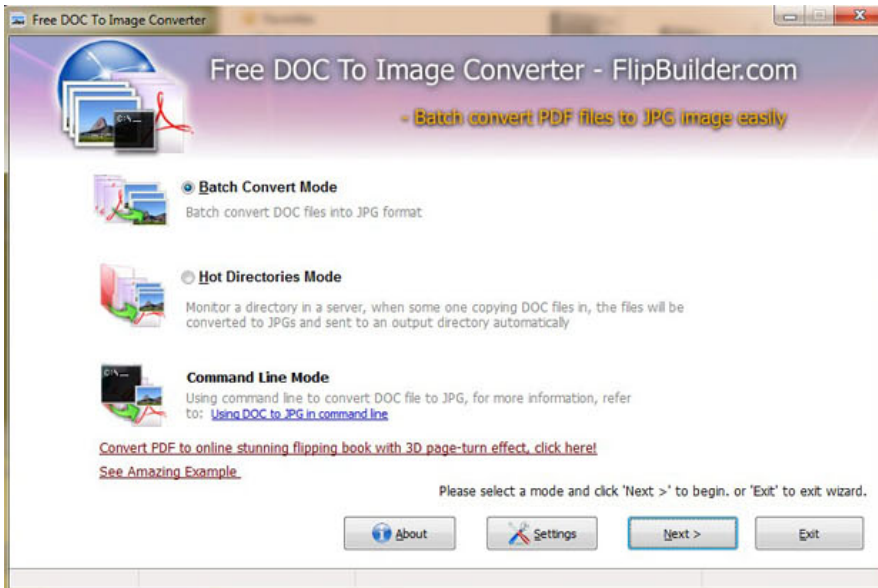 Free DOC To Image Converter
Free DOC To Image Converter - FlipBuilder.com
- Batch convert PDF files to JPG image easily
Batch Convert Mode
Batch convert DOC files into JPG format
Hot Directories Mode
Monitor a directory in a server, when some one copying DOC files in, the files will be
converted to JPGs and sent to an output directory automatically
C:\_
Command Line Mode
Using command line to convert DOC file to JPG, for more information, refer
to: Using DOC to JPG in command line
Convert PDF to online stunning flipping book with 3D page-turn effect, click here!
See Amazing Example
Please select a mode and click 'Next >' to begin. or 'Exit' to exit wizard.
About Settings Next > Exit